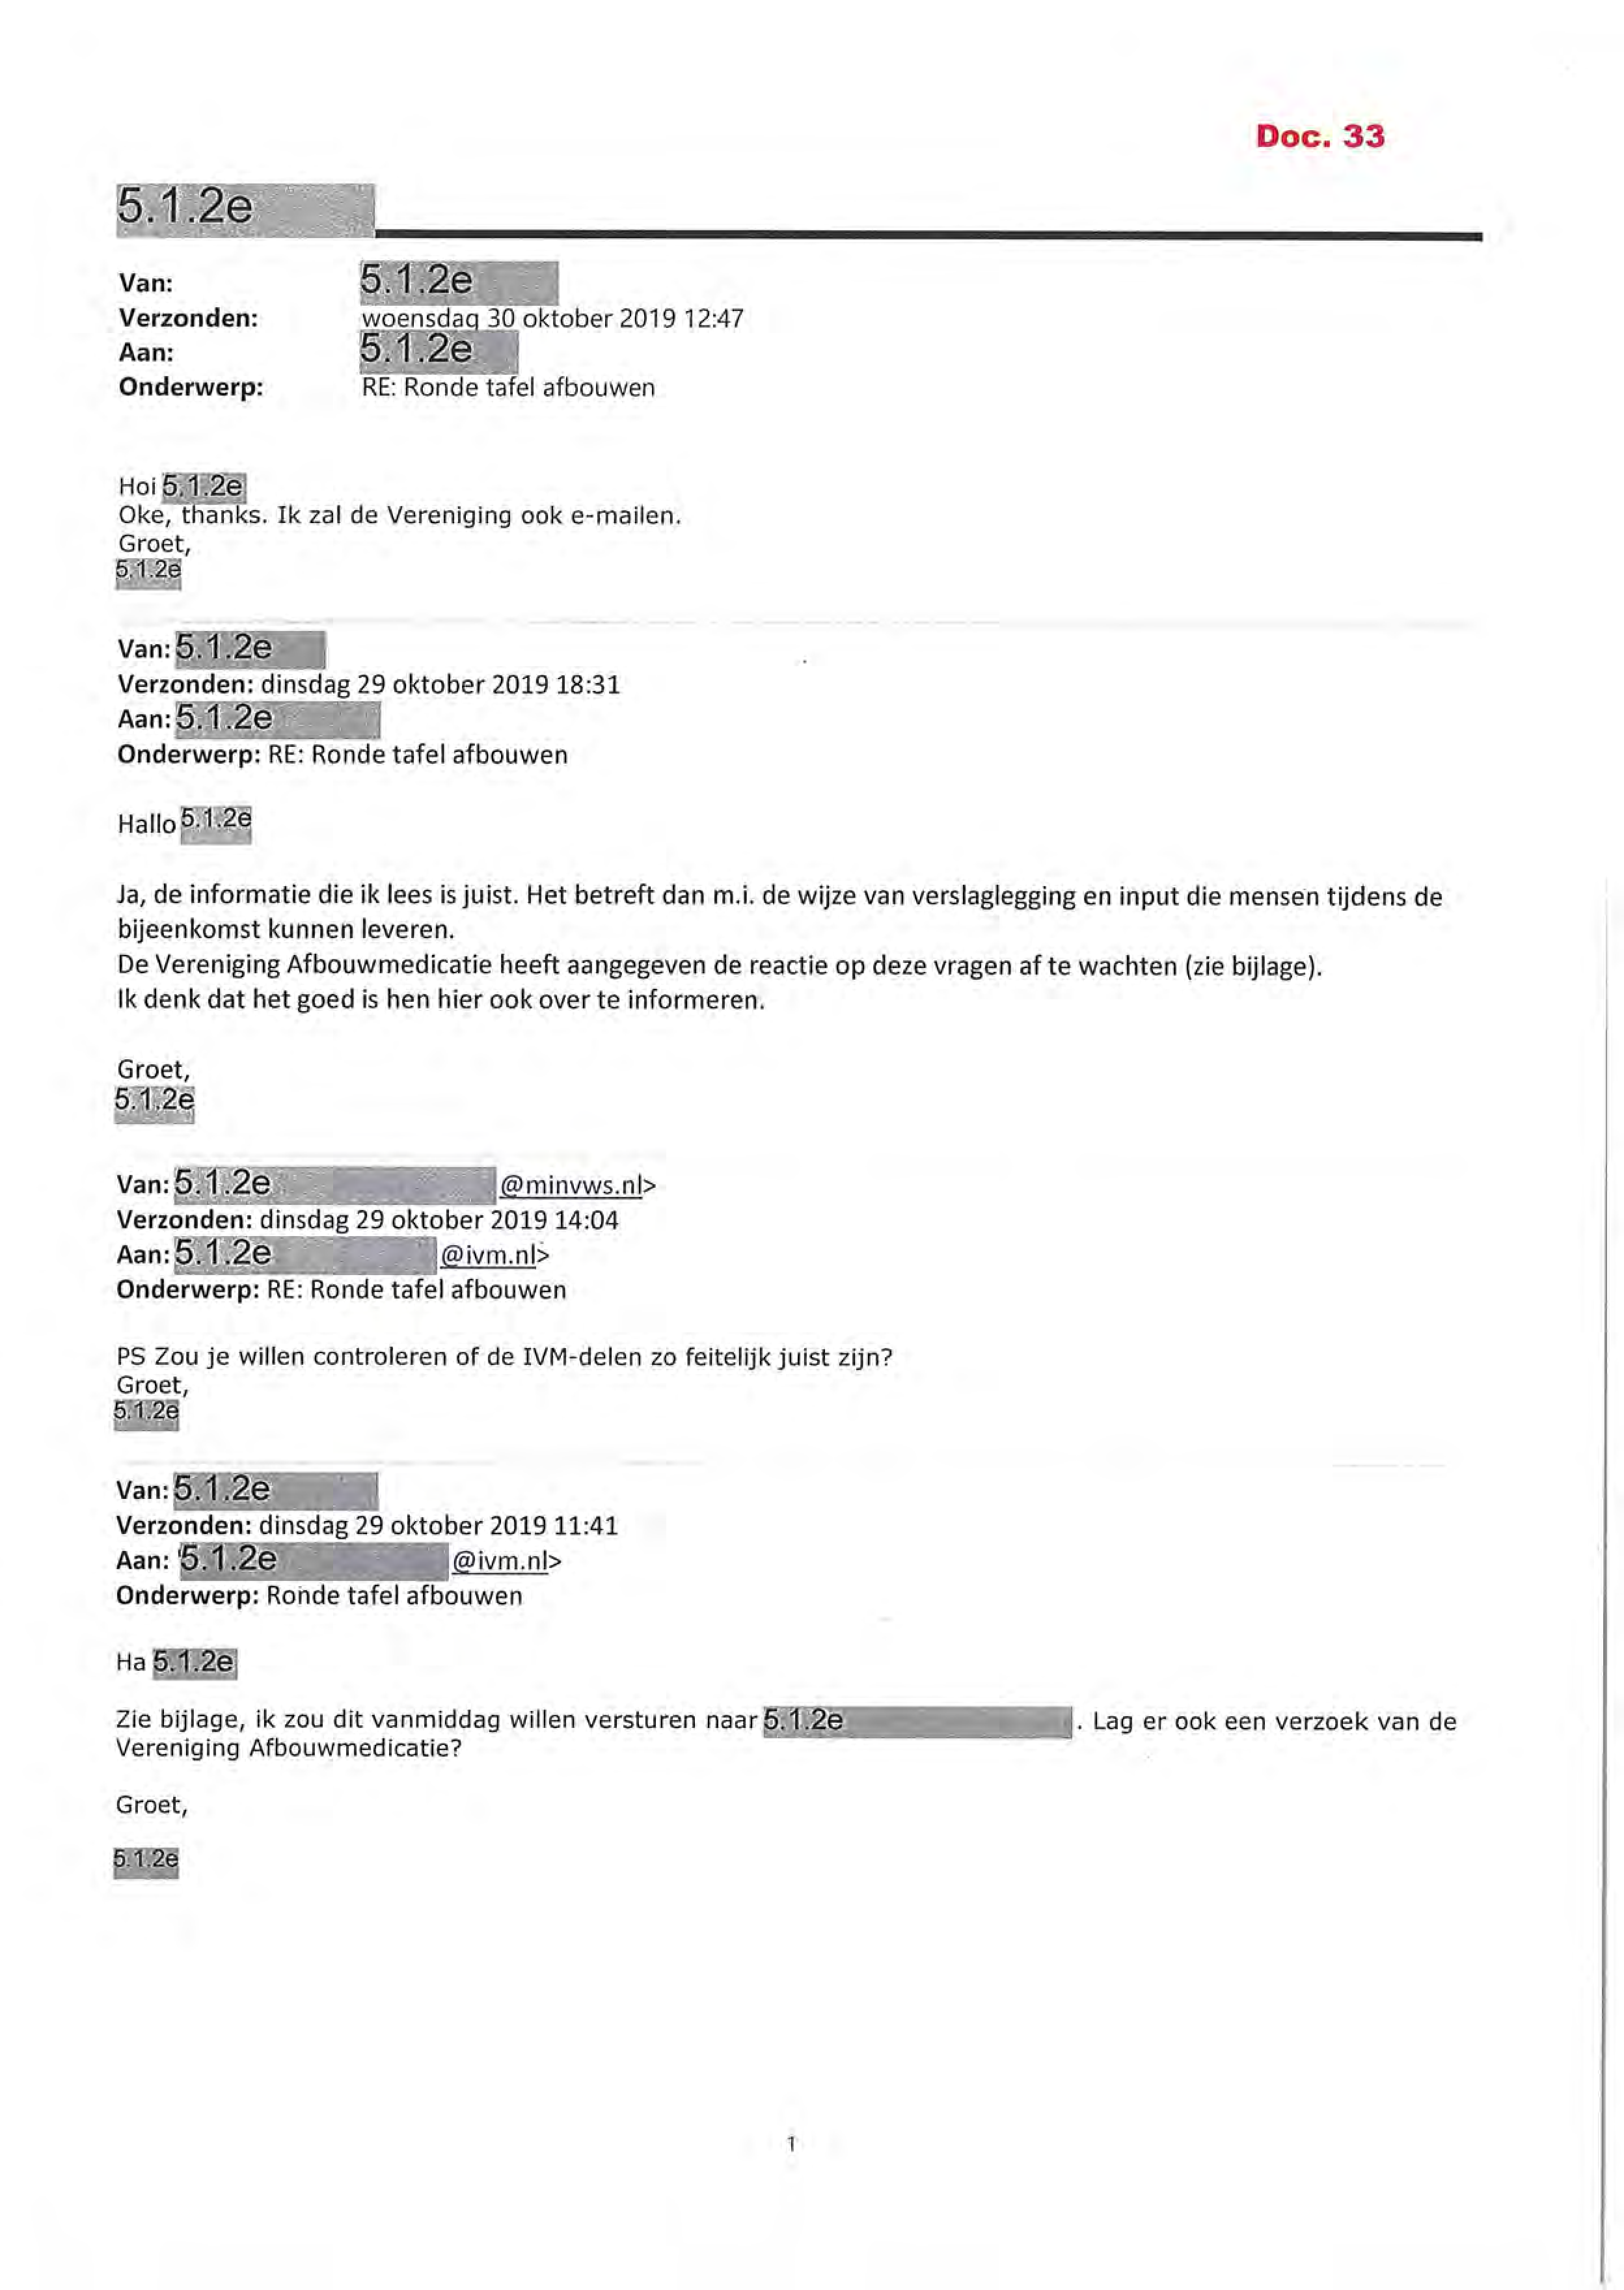 Doc. 33
5.1.2e
Van: 5.1.2e
Verzonden: woensdag 30 oktober 2019 12:47
Aan: 5.1.2e
Onderwerp: RE: Ronde tafel afbouwen
Hoi 5.1.2e
Oke, thanks. Ik zal de Vereniging ook e-mailen.
Groet,
5.1.2e
Van: 5.1.2e
Verzonden: dinsdag 29 oktober 2019 18:31
Aan: 5.1.2e
Onderwerp: RE: Ronde tafel afbouwen
Hallo 5.1.2e
Ja, de informatie die ik lees is juist. Het betreft dan m.i. de wijze van verslaglegging en input die mensen tijdens de
bijeenkomst kunnen leveren.
De Vereniging Afbouwmedicatie heeft aangegeven de reactie op deze vragen af te wachten (zie bijlage).
Ik denk dat het goed is hen hier ook over te informeren.
Groet,
5.1.2e
Van: 5.1.2e @minvws.nl>
Verzonden: dinsdag 29 oktober 2019 14:04
Aan: 5.1.2e @ivm.nl>
Onderwerp: RE: Ronde tafel afbouwen
PS Zou je willen controleren of de IVM-delen zo feitelijk juist zijn?
Groet,
5.1.2e
Van: 5.1.2e
Verzonden: dinsdag 29 oktober 2019 11:41
Aan: '5.1.2e @ivm.nl>
Onderwerp: Ronde tafel afbouwen
Ha 5.1.2e
Zie bijlage, ik zou dit vanmiddag willen versturen naar 5.1.2e . Lag er ook een verzoek van de
Vereniging Afbouwmedicatie?
Groet,
5.1.2e
1